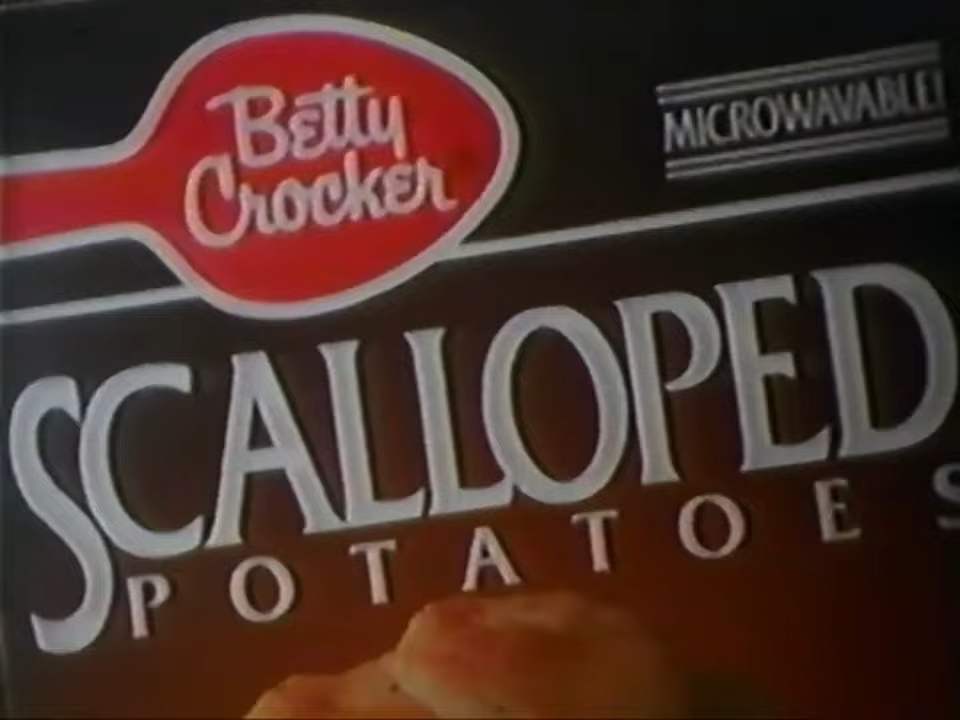 Betty
Crocker
MICROWAVABLE!
SCALLOPED
POTATOES